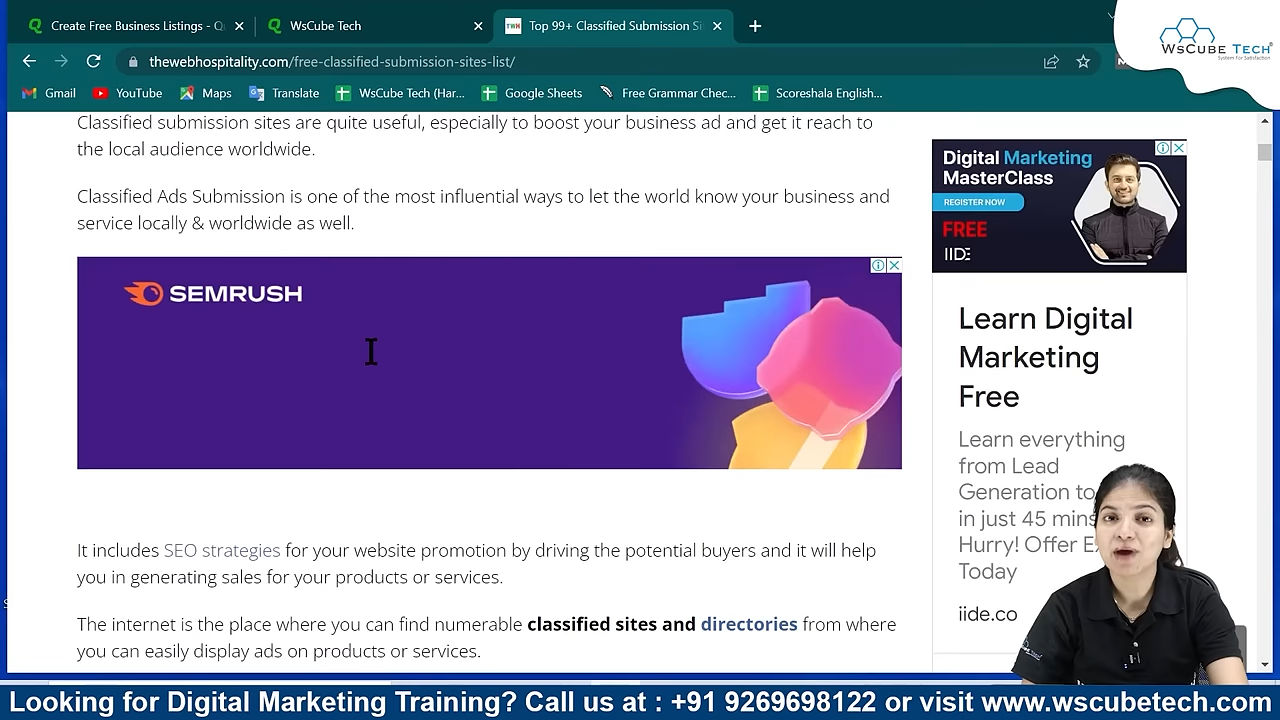 Create Free Business Listings - Q
WsCube Tech
TWH
Top 99+ Classified Submission Si
WSCUBE TECH
System For Satisfaction
thewebhospitality.com/free-classified-submission-sites-list/
Gmail
YouTube
Maps
Translate
WsCube Tech (Har...
Google Sheets
Free Grammar Chec...
Scoreshala English...
Classified submission sites are quite useful, especially to boost your business ad and get it reach to
the local audience worldwide.
Classified Ads Submission is one of the most influential ways to let the world know your business and
service locally & worldwide as well.
SEMRUSH
It includes SEO strategies for your website promotion by driving the potential buyers and it will help
you in generating sales for your products or services.
The internet is the place where you can find numerable classified sites and directories from where
you can easily display ads on products or services.
Digital Marketing
MasterClass
REGISTER NOW
FREE
IIDE
Learn Digital
Marketing
Free
Learn everything
from Lead
Generation to
in just 45 mins
Hurry! Offer E
Today
iide.co
Looking for Digital Marketing Training? Call us at : +91 9269698122 or visit www.wscubetech.com